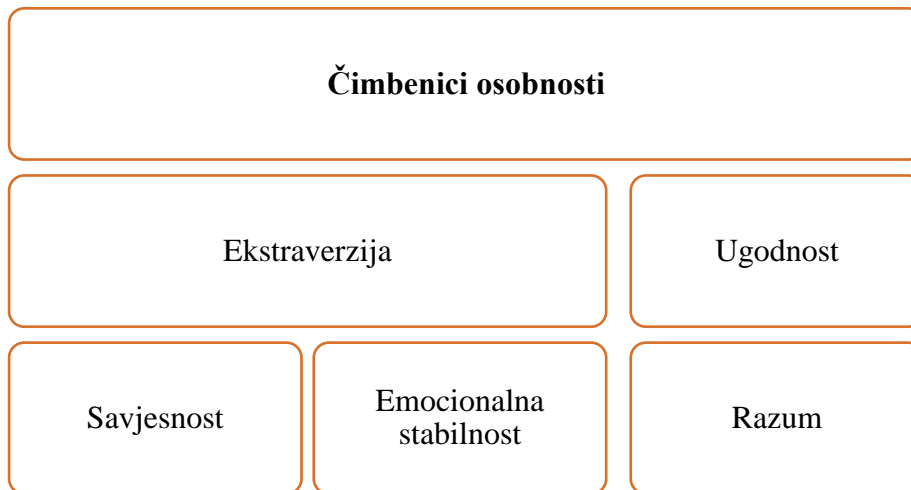 Čimbenici osobnosti
Ekstraverzija
Ugodnost
Savjesnost
Emocionalna
stabilnost
Razum